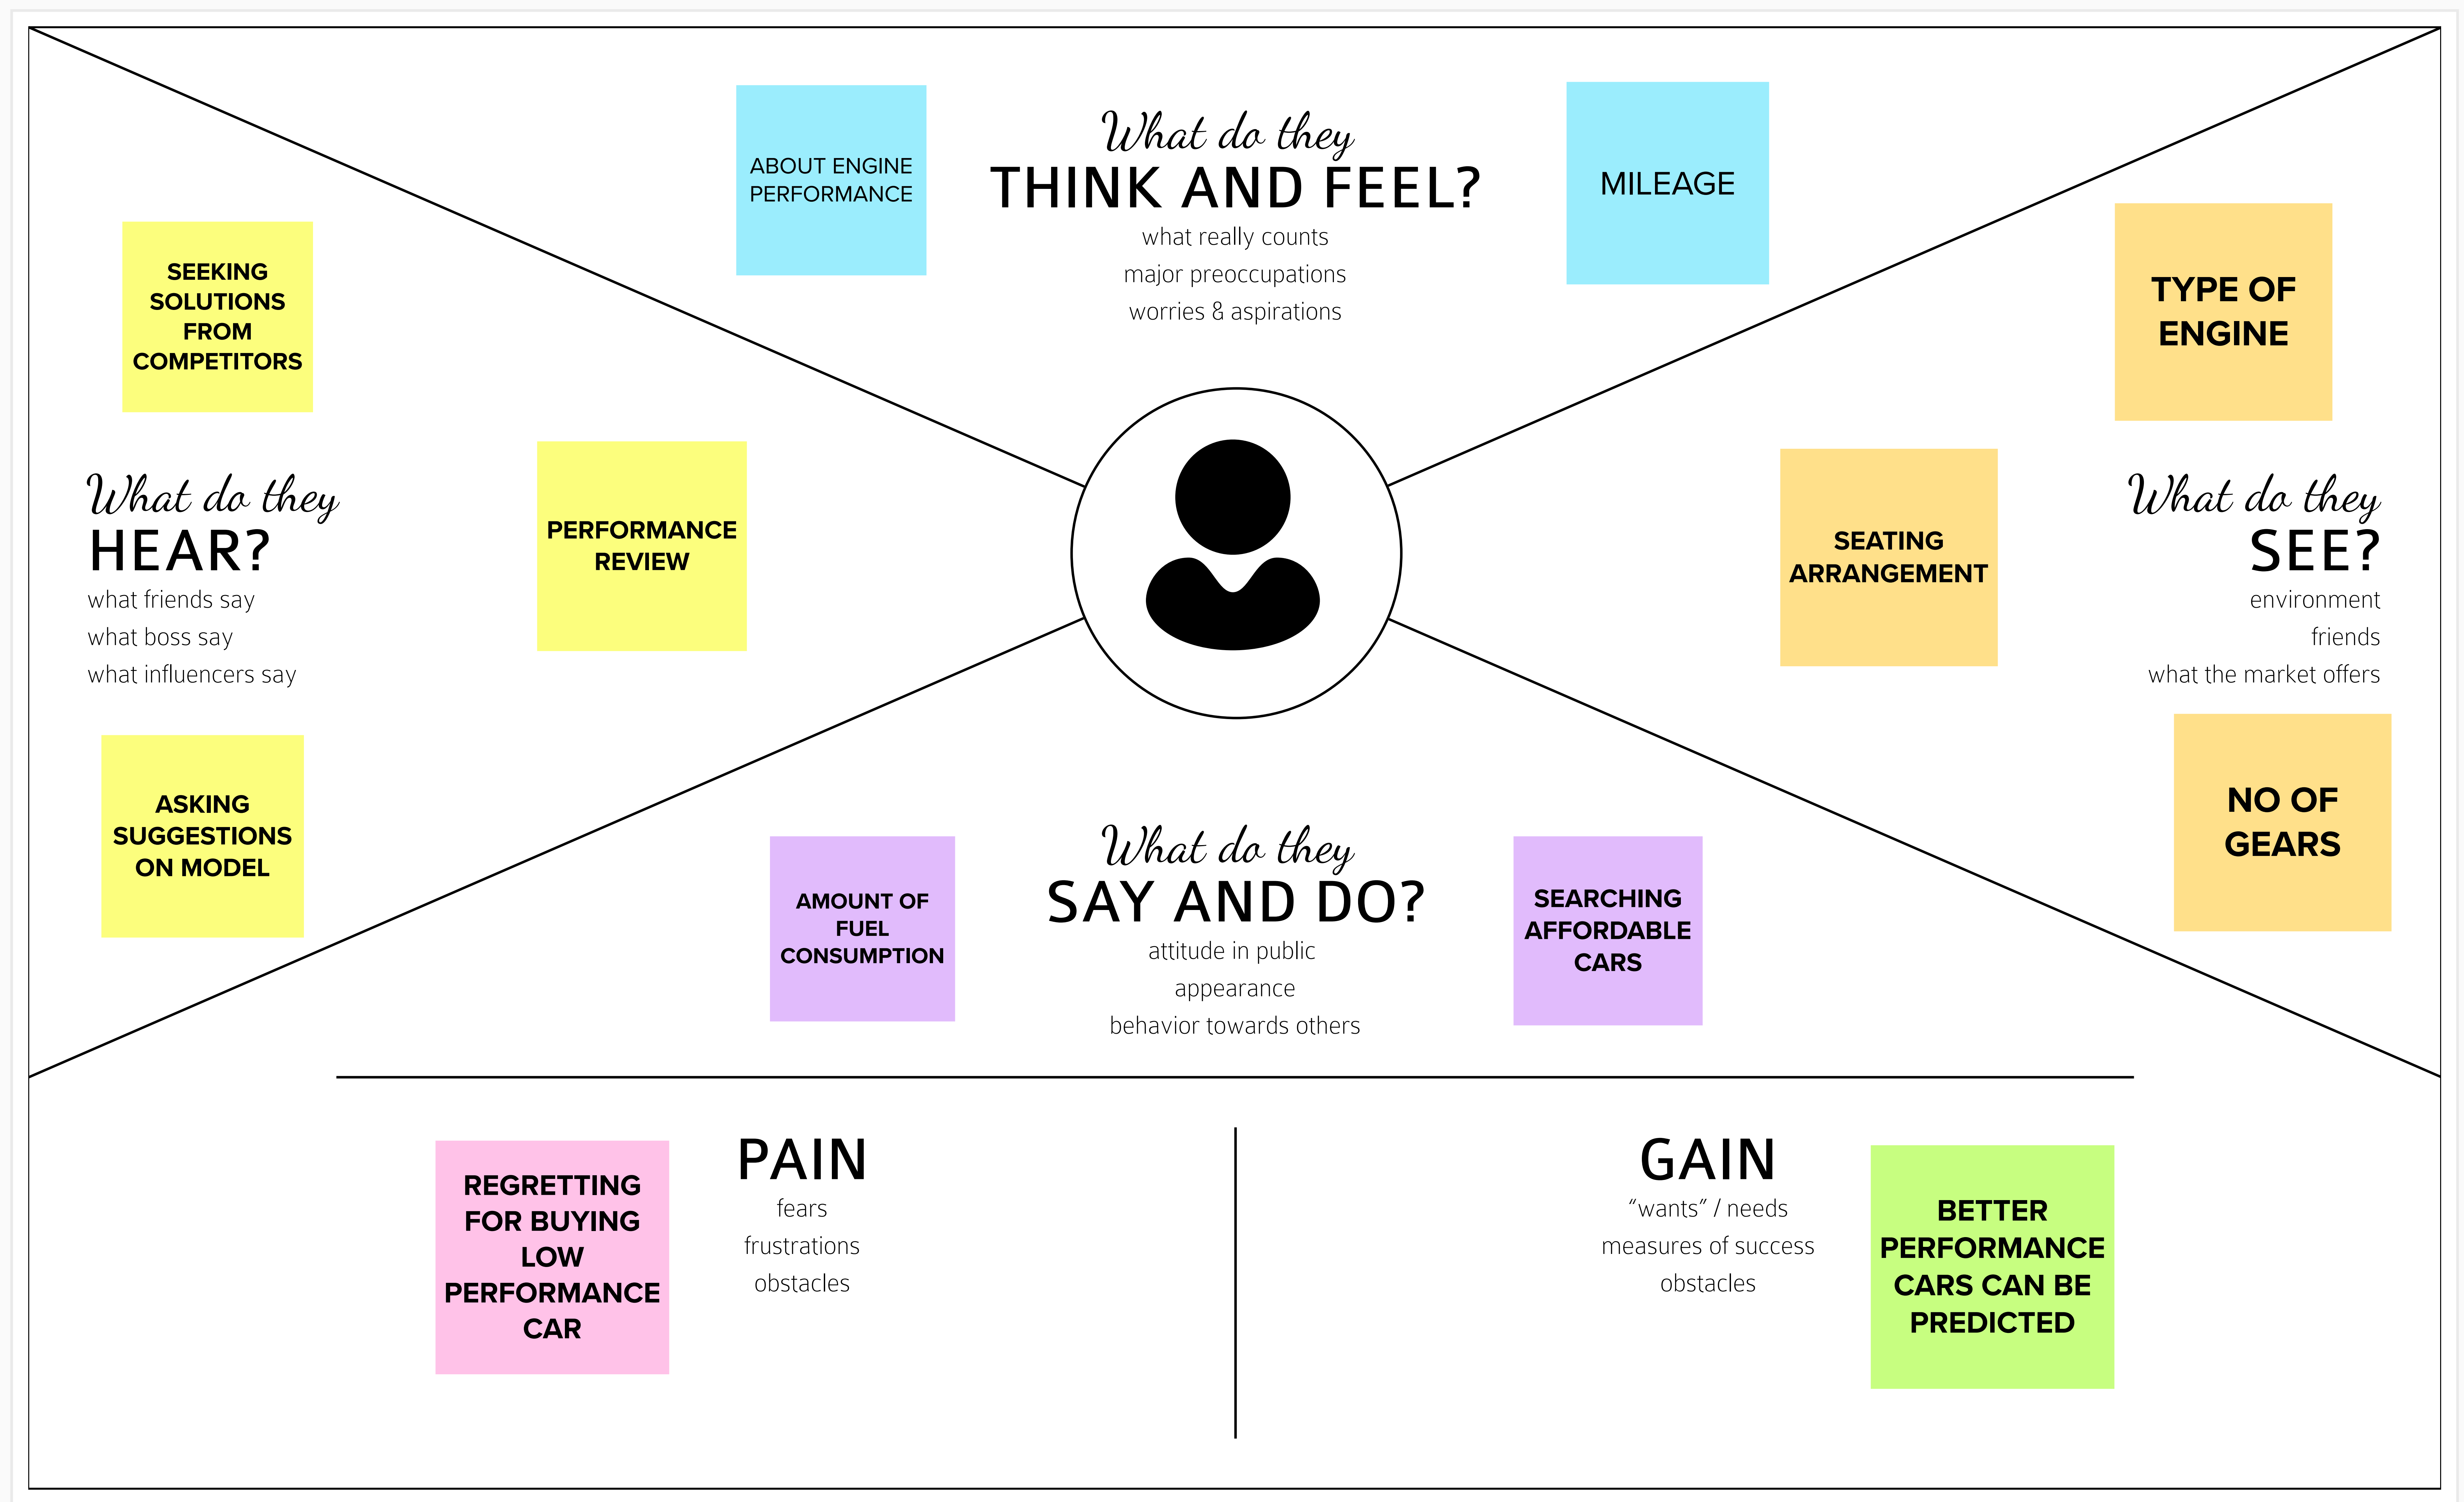 ABOUT ENGINE
PERFORMANCE
What do they
THINK AND FEEL?
what really counts
major preoccupations
worries & aspirations
MILEAGE
SEEKING
SOLUTIONS
FROM
COMPETITORS
What do they
HEAR?
what friends say
what boss say
what influencers say
PERFORMANCE
REVIEW
ASKING
SUGGESTIONS
ON MODEL
TYPE OF
ENGINE
SEATING
ARRANGEMENT
What do they
SEE?
environment
friends
what the market offers
NO OF
GEARS
AMOUNT OF
FUEL
CONSUMPTION
What do they
SAY AND DO?
attitude in public
appearance
behavior towards others
SEARCHING
AFFORDABLE
CARS
REGRETTING
FOR BUYING
LOW
PERFORMANCE
CAR
PAIN
fears
frustrations
obstacles
GAIN
“wants” / needs
measures of success
obstacles
BETTER
PERFORMANCE
CARS CAN BE
PREDICTED